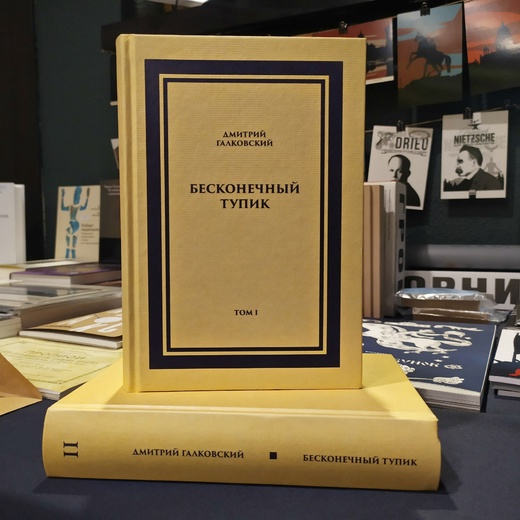 ДМИТРИЙ
ГАЛКОВСКИЙ
БЕСКОНЕЧНЫЙ
ТУПИК
ТОМ I
II
ДМИТРИЙ ГАЛКОВСКИЙ
БЕСКОНЕЧНЫЙ ТУПИК
DRIEU
NIETZSCHE